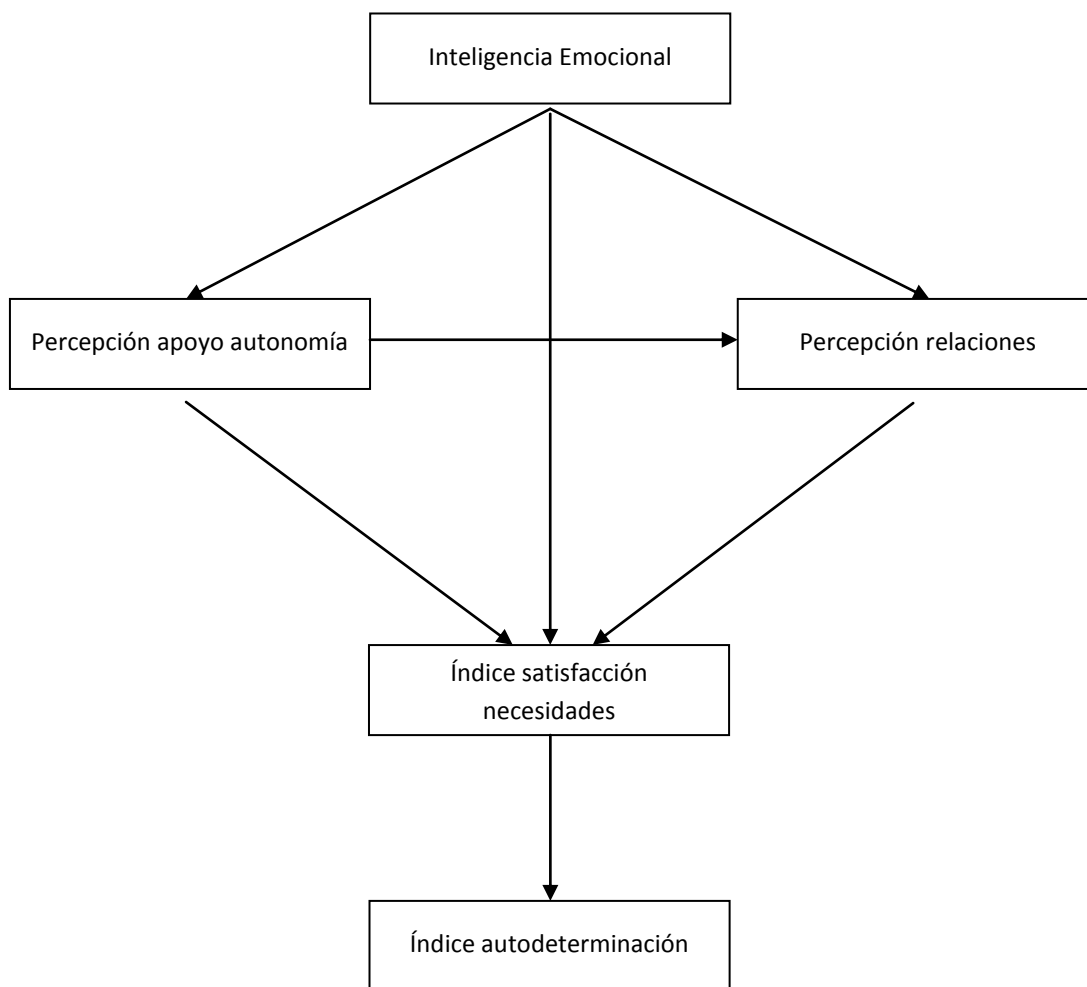 Inteligencia Emocional
Percepción apoyo autonomía
Percepción relaciones
Índice satisfacción
necesidades
Índice autodeterminación